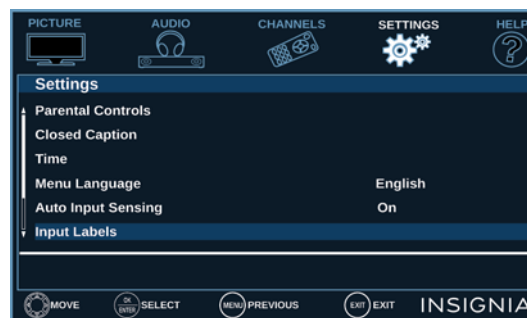 PICTURE AUDIO CHANNELS SETTINGS HELP
Settings
Parental Controls
Closed Caption
Time
Menu Language English
Auto Input Sensing On
Input Labels
MOVE OK ENTER SELECT MENU PREVIOUS EXIT EXIT INSIGNIA